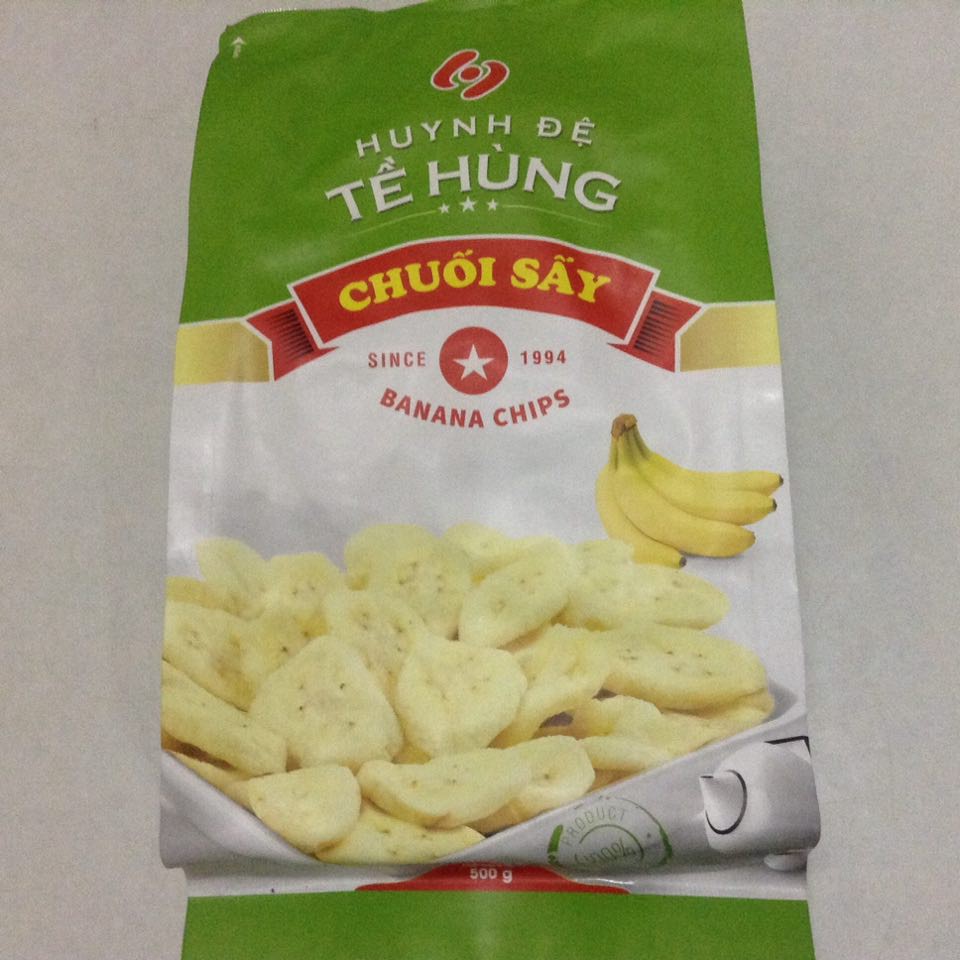 HUYNH ĐỆ
TỀ HÙNG
CHUỐI SẤY
SINCE 1994
BANANA CHIPS
PRODUCT
100%
500 g